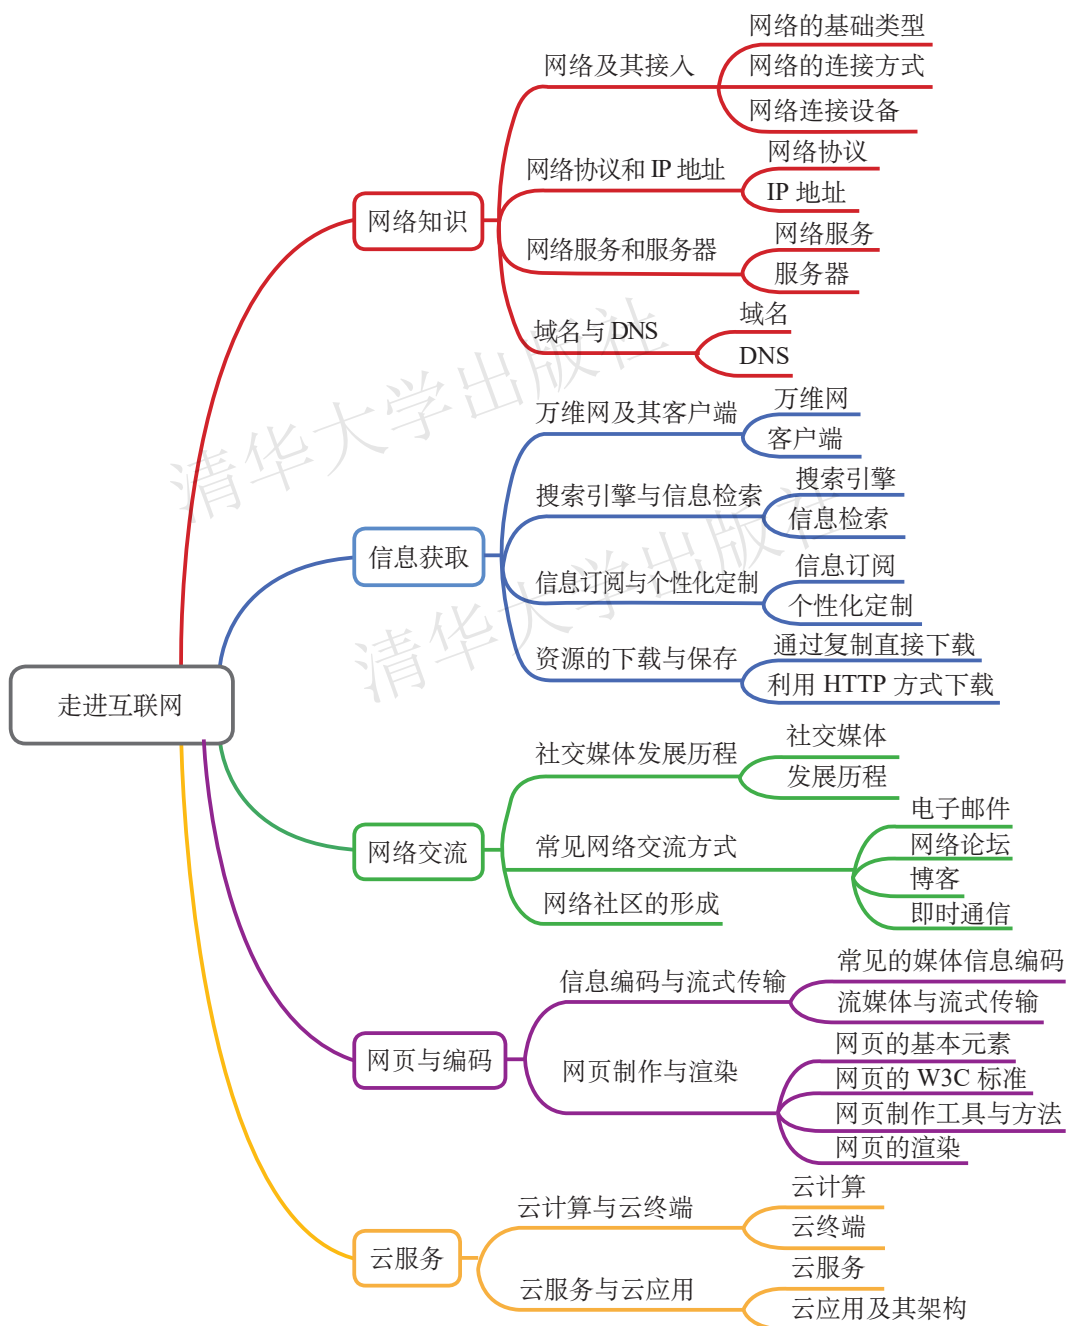 走进互联网
网络知识
网络及其接入
网络的基础类型
网络的连接方式
网络连接设备
网络协议和 IP 地址
网络协议
IP 地址
网络服务和服务器
网络服务
服务器
域名与 DNS
域名
DNS
信息获取
万维网及其客户端
万维网
客户端
搜索引擎与信息检索
搜索引擎
信息检索
信息订阅与个性化定制
信息订阅
个性化定制
资源的下载与保存
通过复制直接下载
利用 HTTP 方式下载
网络交流
社交媒体发展历程
社交媒体
发展历程
常见网络交流方式
电子邮件
网络论坛
博客
即时通信
网络社区的形成
网页与编码
信息编码与流式传输
常见的媒体信息编码
流媒体与流式传输
网页制作与渲染
网页的基本元素
网页的 W3C 标准
网页制作工具与方法
网页的渲染
云服务
云计算与云终端
云计算
云终端
云服务与云应用
云服务
云应用及其架构
清华大学出版社
清华大学出版社